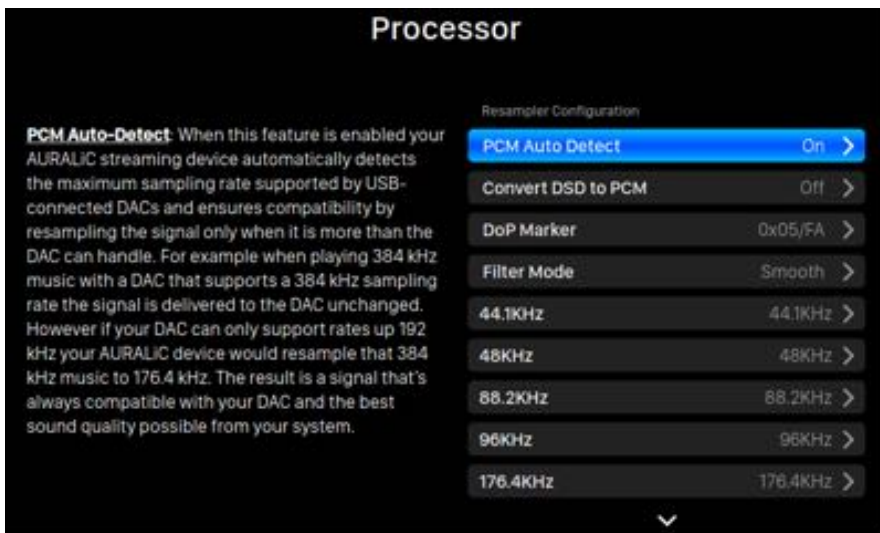 Processor
PCM Auto-Detect: When this feature is enabled your
AURALiC streaming device automatically detects
the maximum sampling rate supported by USB-
connected DACs and ensures compatibility by
resampling the signal only when it is more than the
DAC can handle. For example when playing 384 kHz
music with a DAC that supports a 384 kHz sampling
rate the signal is delivered to the DAC unchanged.
However if your DAC can only support rates up 192
kHz your AURALiC device would resample that 384
kHz music to 176.4 kHz. The result is a signal that's
always compatible with your DAC and the best
sound quality possible from your system.
Resampler Configuration
PCM Auto Detect On
Convert DSD to PCM Off
DoP Marker 0x05/FA
Filter Mode Smooth
44.1KHz 44.1KHz
48KHz 48KHz
88.2KHz 88.2KHz
96KHz 96KHz
176.4KHz 176.4KHz